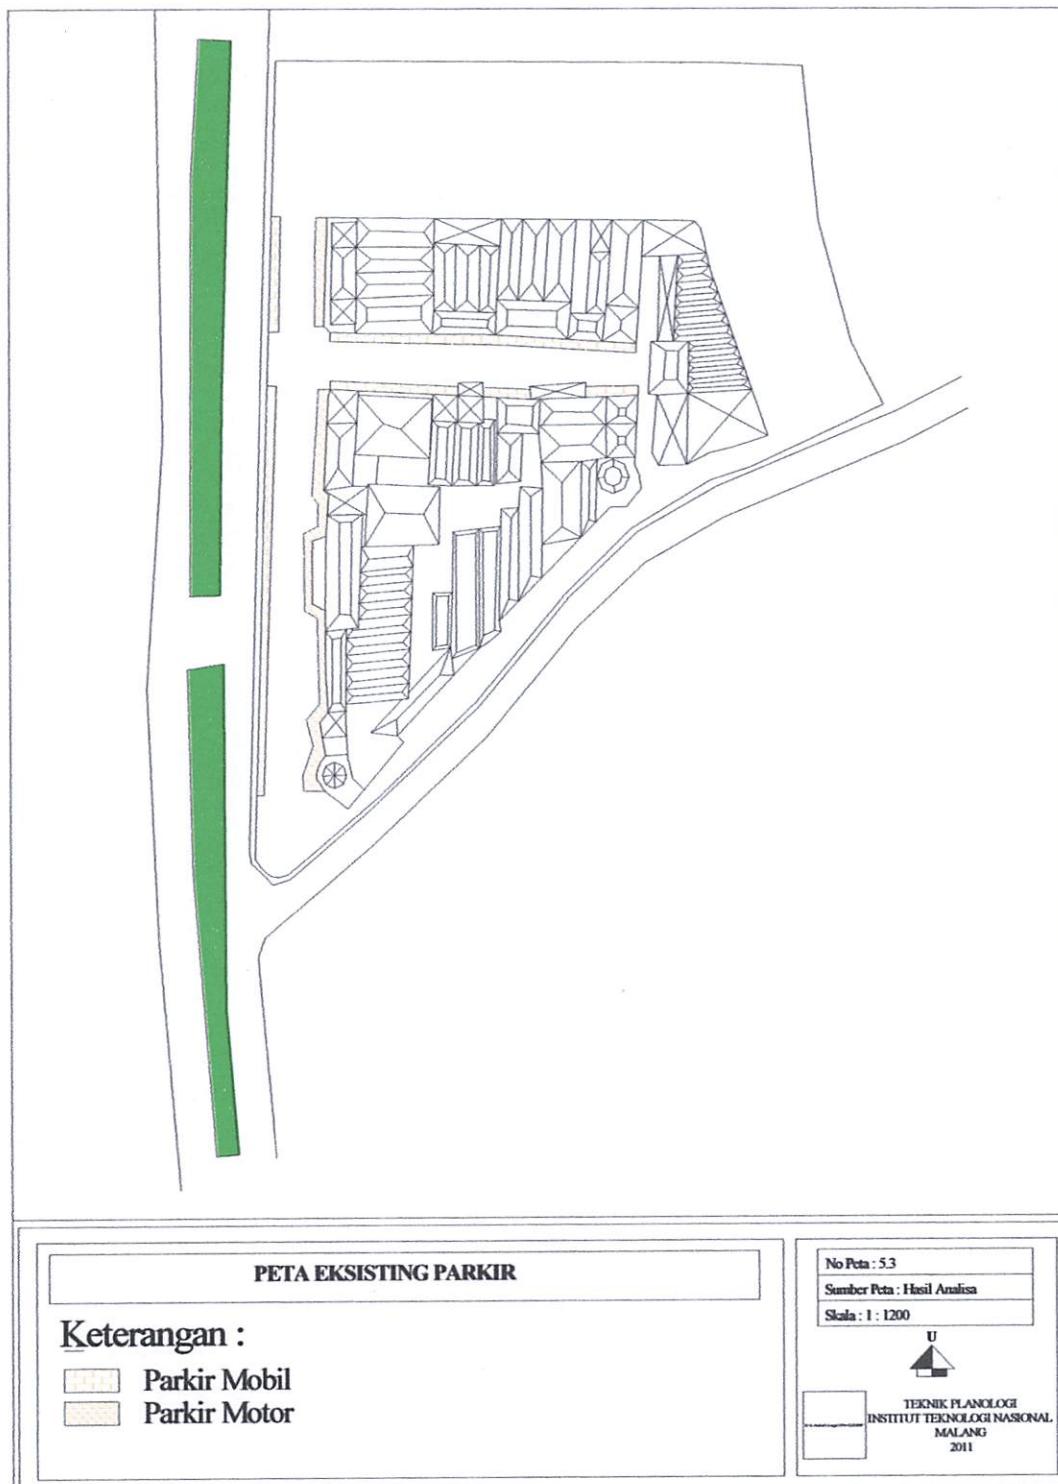 PETA EKSISTING PARKIR
Keterangan :
Parkir Mobil
Parkir Motor
No Peta : 5.3
Sumber Peta : Hasil Analisa
Skala : 1 : 1200
U
TEKNIK PLANOLOGI
INSTITUT TEKNOLOGI NASIONAL
MALANG
2011